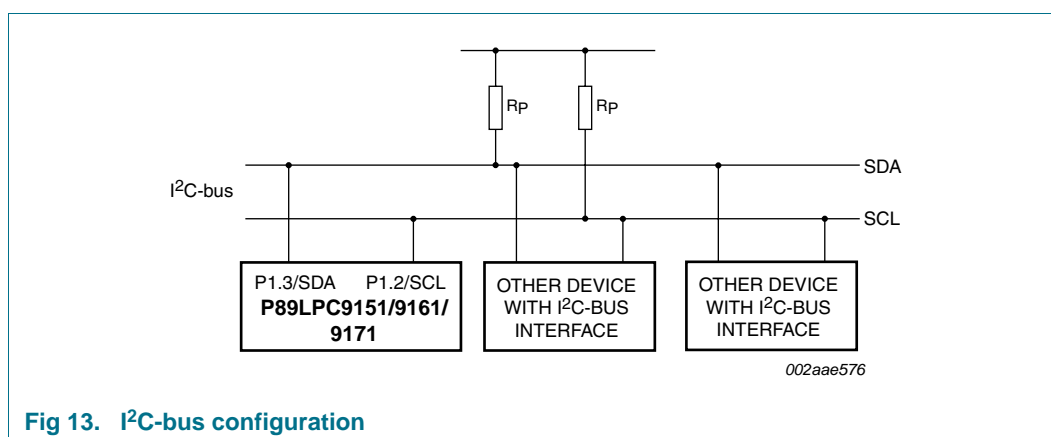 RP
RP
SDA
I²C-bus
SCL
P1.3/SDA P1.2/SCL
P89LPC9151/9161/
9171
OTHER DEVICE
WITH I²C-BUS
INTERFACE
OTHER DEVICE
WITH I²C-BUS
INTERFACE
002aae576
Fig 13. I²C-bus configuration